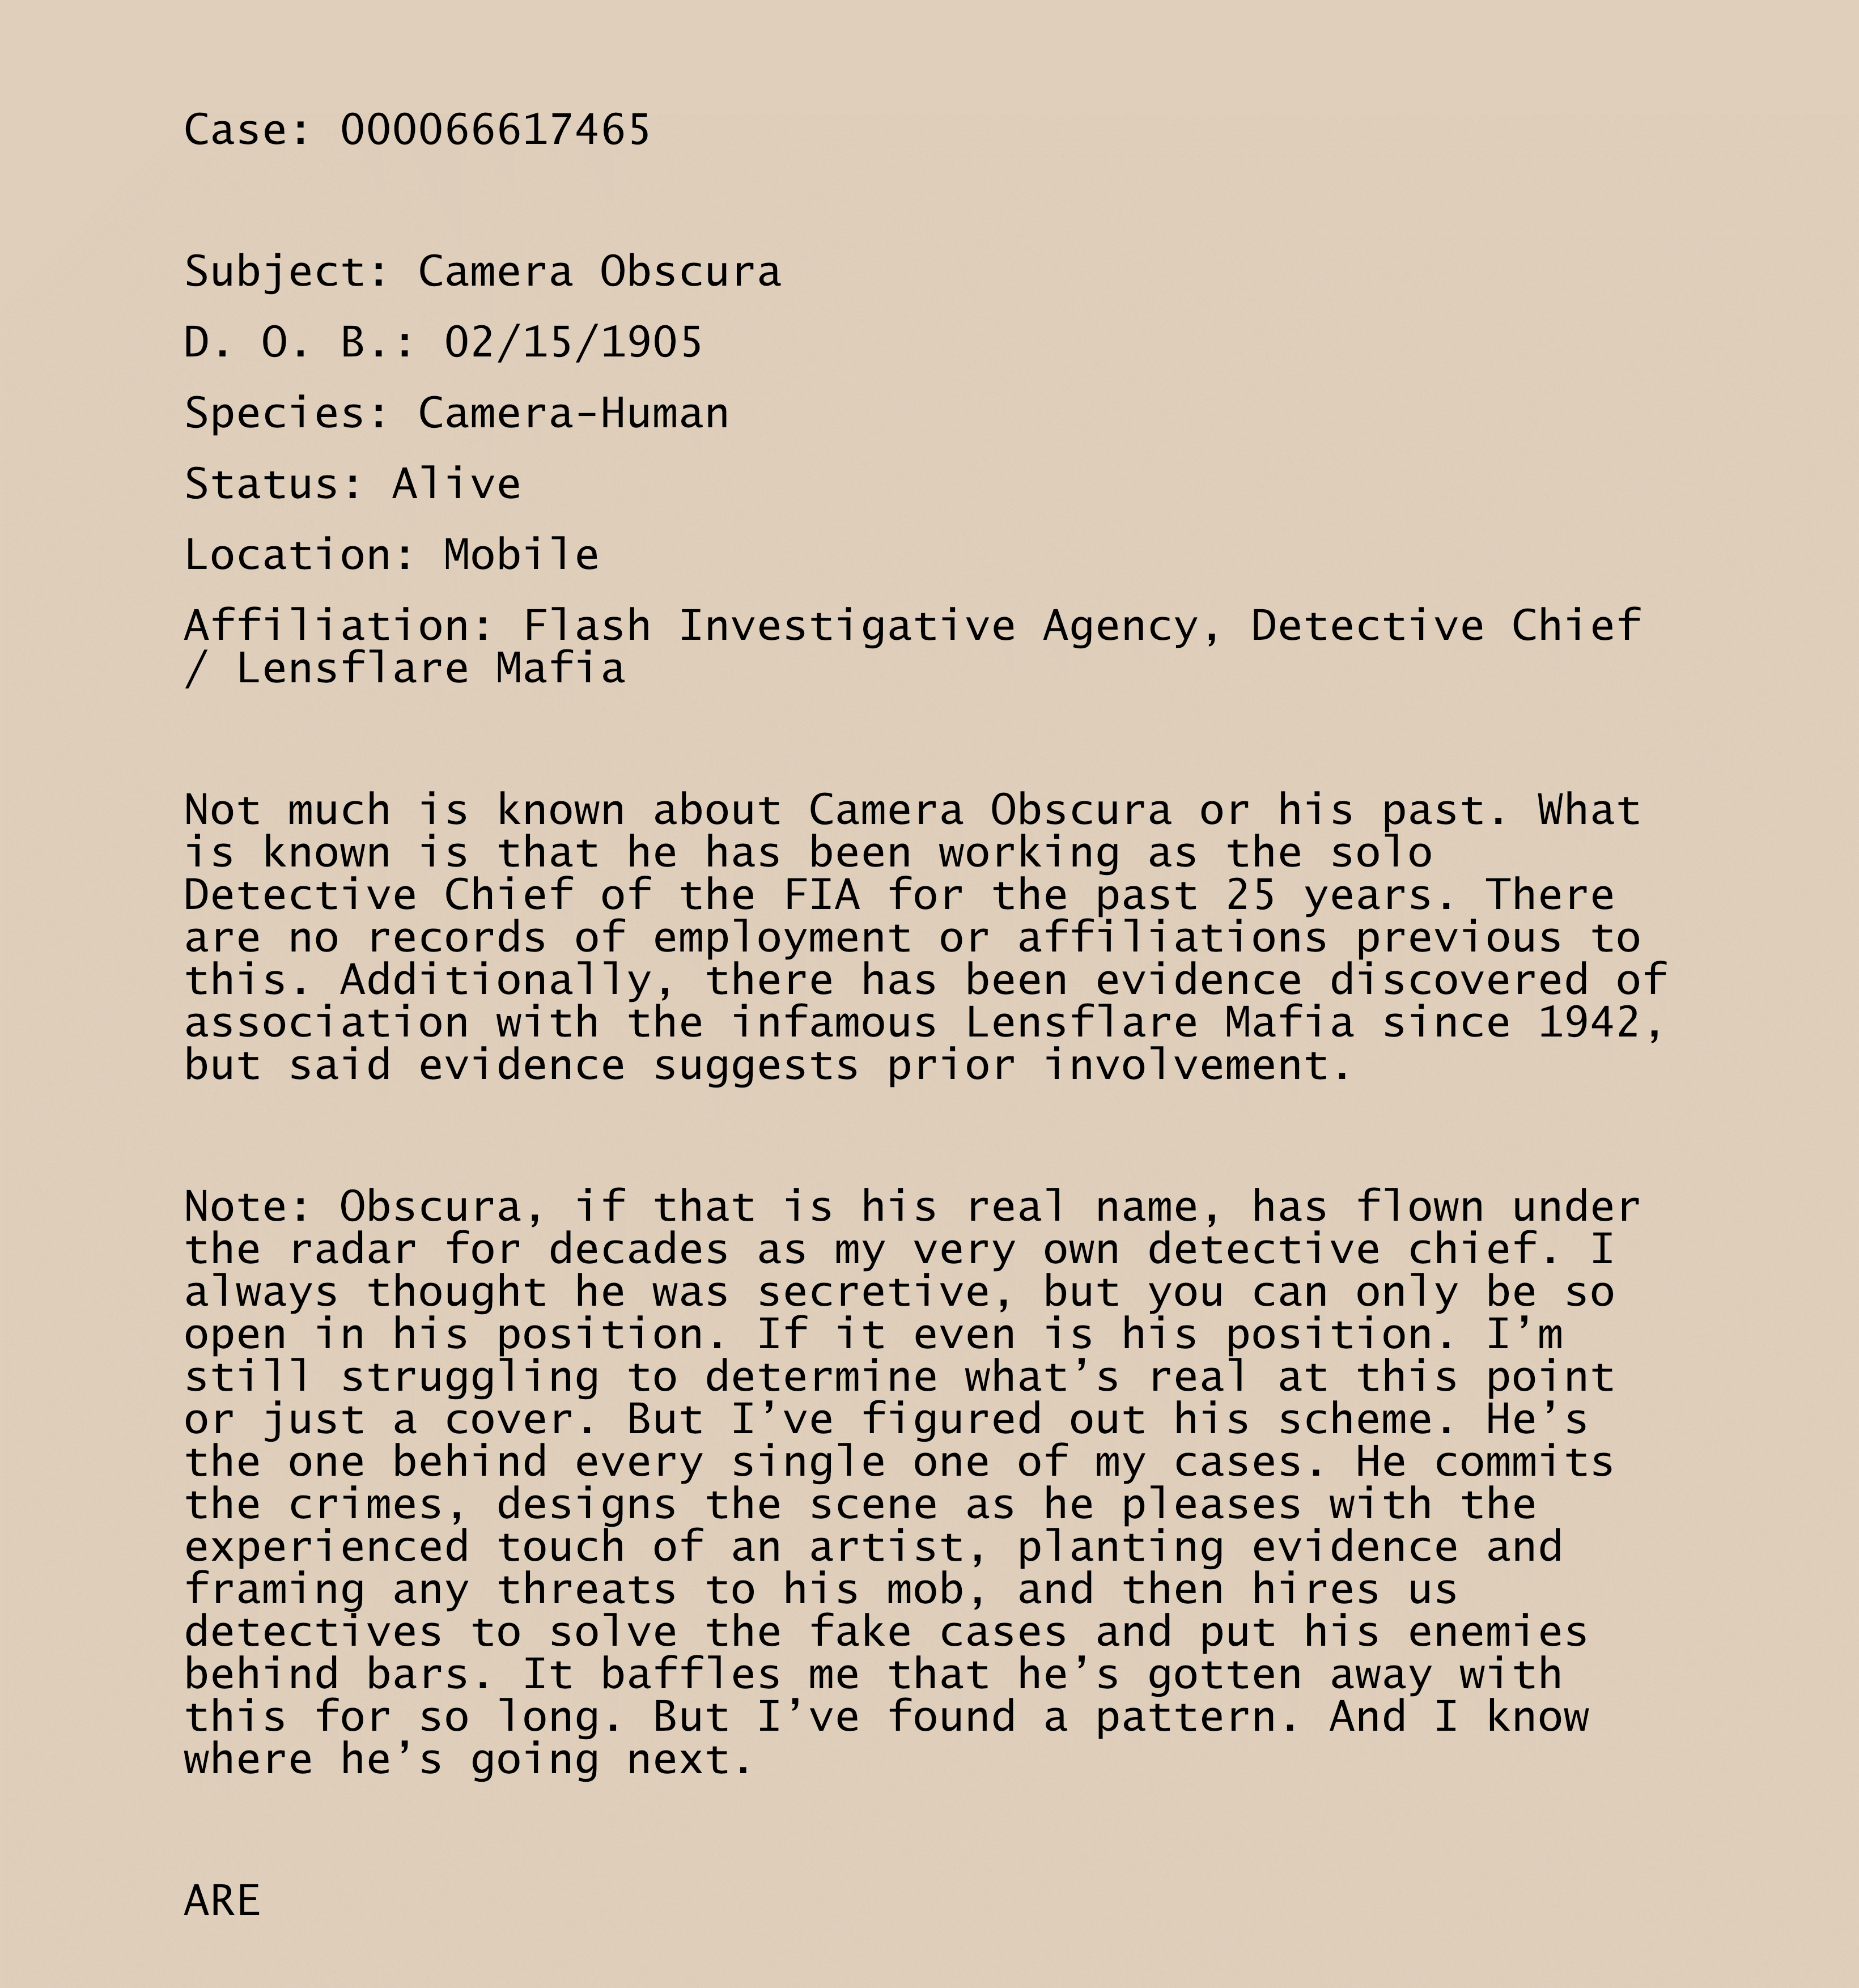 Case: 000066617465
Subject: Camera Obscura
D. O. B.: 02/15/1905
Species: Camera-Human
Status: Alive
Location: Mobile
Affiliation: Flash Investigative Agency, Detective Chief
/ Lensflare Mafia
Not much is known about Camera Obscura or his past. What
is known is that he has been working as the solo
Detective Chief of the FIA for the past 25 years. There
are no records of employment or affiliations previous to
this. Additionally, there has been evidence discovered of
association with the infamous Lensflare Mafia since 1942,
but said evidence suggests prior involvement.
Note: Obscura, if that is his real name, has flown under
the radar for decades as my very own detective chief. I
always thought he was secretive, but you can only be so
open in his position. If it even is his position. I’m
still struggling to determine what’s real at this point
or just a cover. But I’ve figured out his scheme. He’s
the one behind every single one of my cases. He commits
the crimes, designs the scene as he pleases with the
experienced touch of an artist, planting evidence and
framing any threats to his mob, and then hires us
detectives to solve the fake cases and put his enemies
behind bars. It baffles me that he’s gotten away with
this for so long. But I’ve found a pattern. And I know
where he’s going next.
ARE